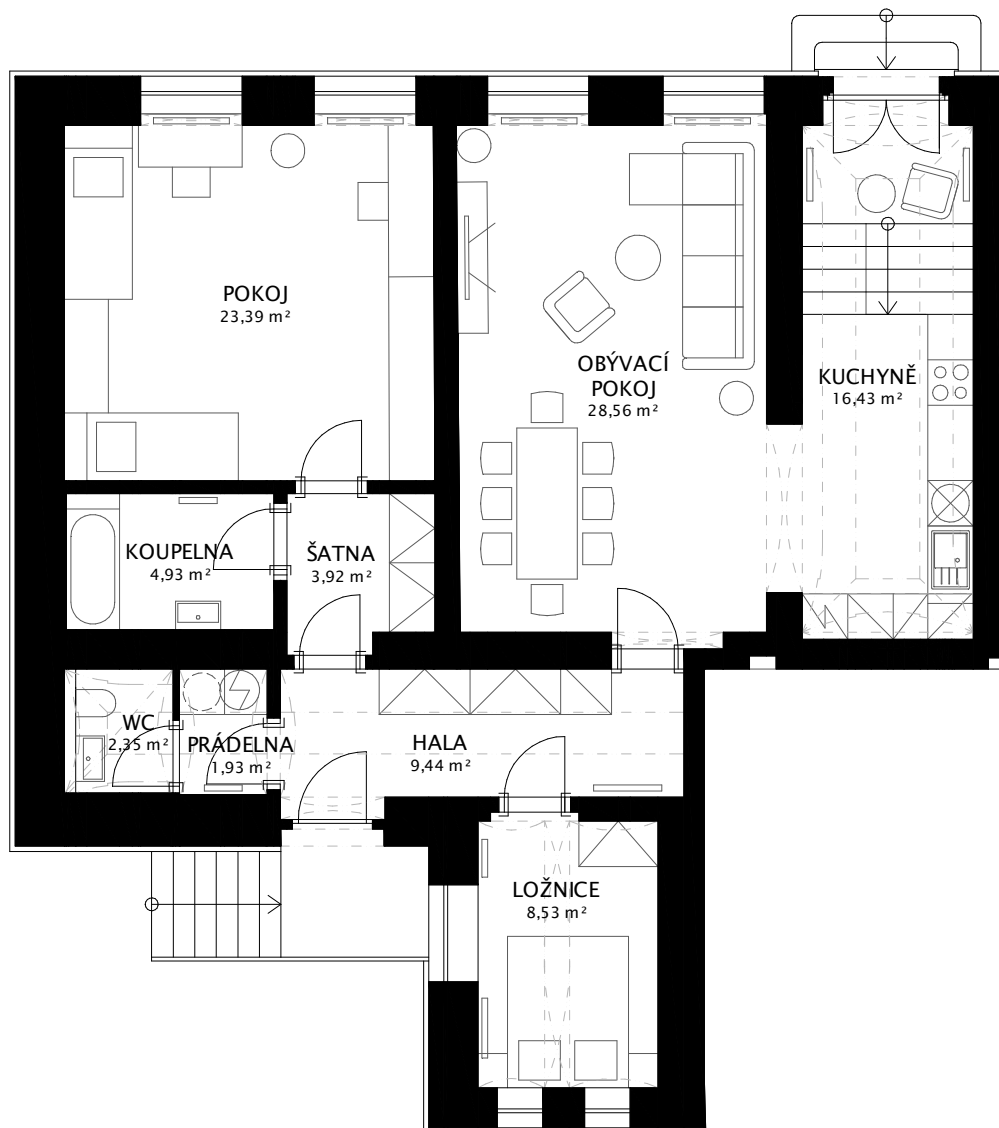 POKOJ
23,39 m²
OBÝVACÍ
POKOJ
28,56 m²
KUCHYNĚ
16,43 m²
KOUPELNA
4,93 m²
ŠATNA
3,92 m²
WC
2,35 m²
PRÁDELNA
1,93 m²
HALA
9,44 m²
LOŽNICE
8,53 m²